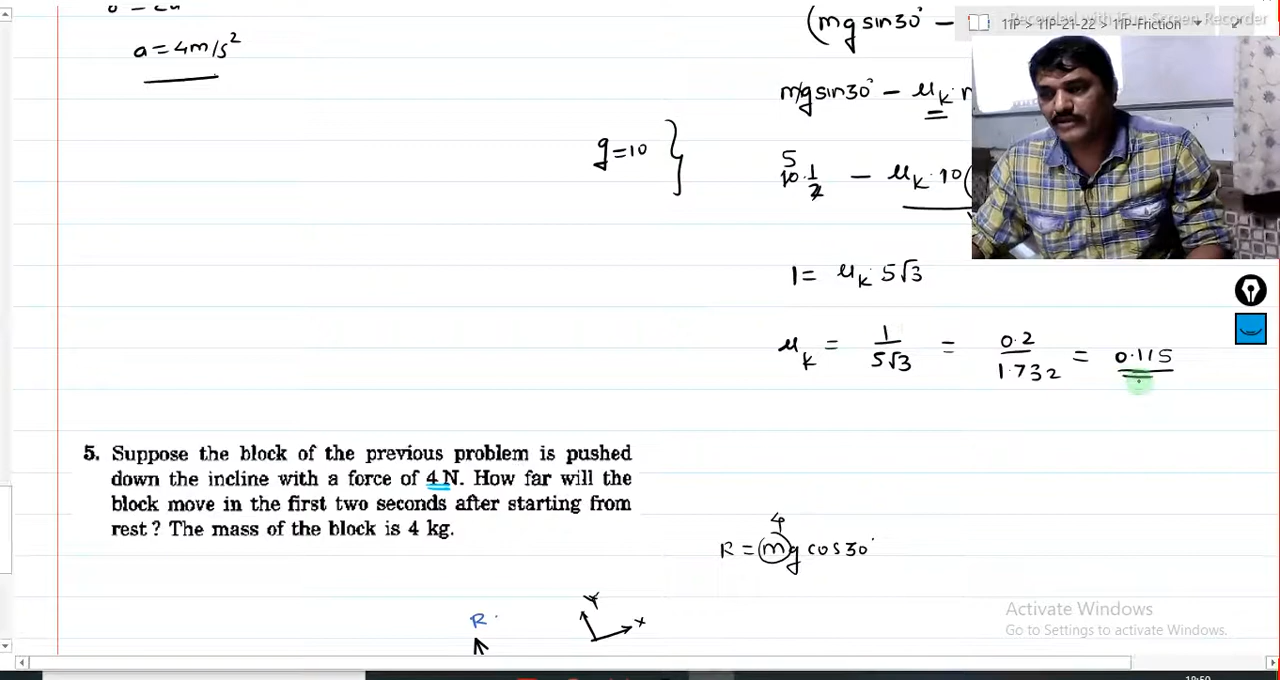 a = 4m/s²
g=10 }
(mg sin30° −
11P > 11P-21-22 > 11P-Friction
Screen Recorder
mg sin30° − μk
5
10·1/2 − μk 10(
1 = μk 5√3
μk = 1/5√3 = 0.2/1.732 = 0.115
5. Suppose the block of the previous problem is pushed
down the incline with a force of 4 N. How far will the
block move in the first two seconds after starting from
rest ? The mass of the block is 4 kg.
4
R = mg cos30°
R
Y
x
Activate Windows
Go to Settings to activate Windows.